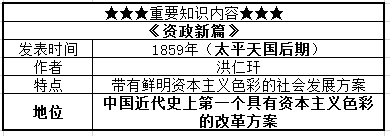 ★★★重要知识内容★★★
《资政新篇》
发表时间 1859年（太平天国后期）
作者 洪仁玕
特点 带有鲜明资本主义色彩的社会发展方案
地位 中国近代史上第一个具有资本主义色彩
的改革方案